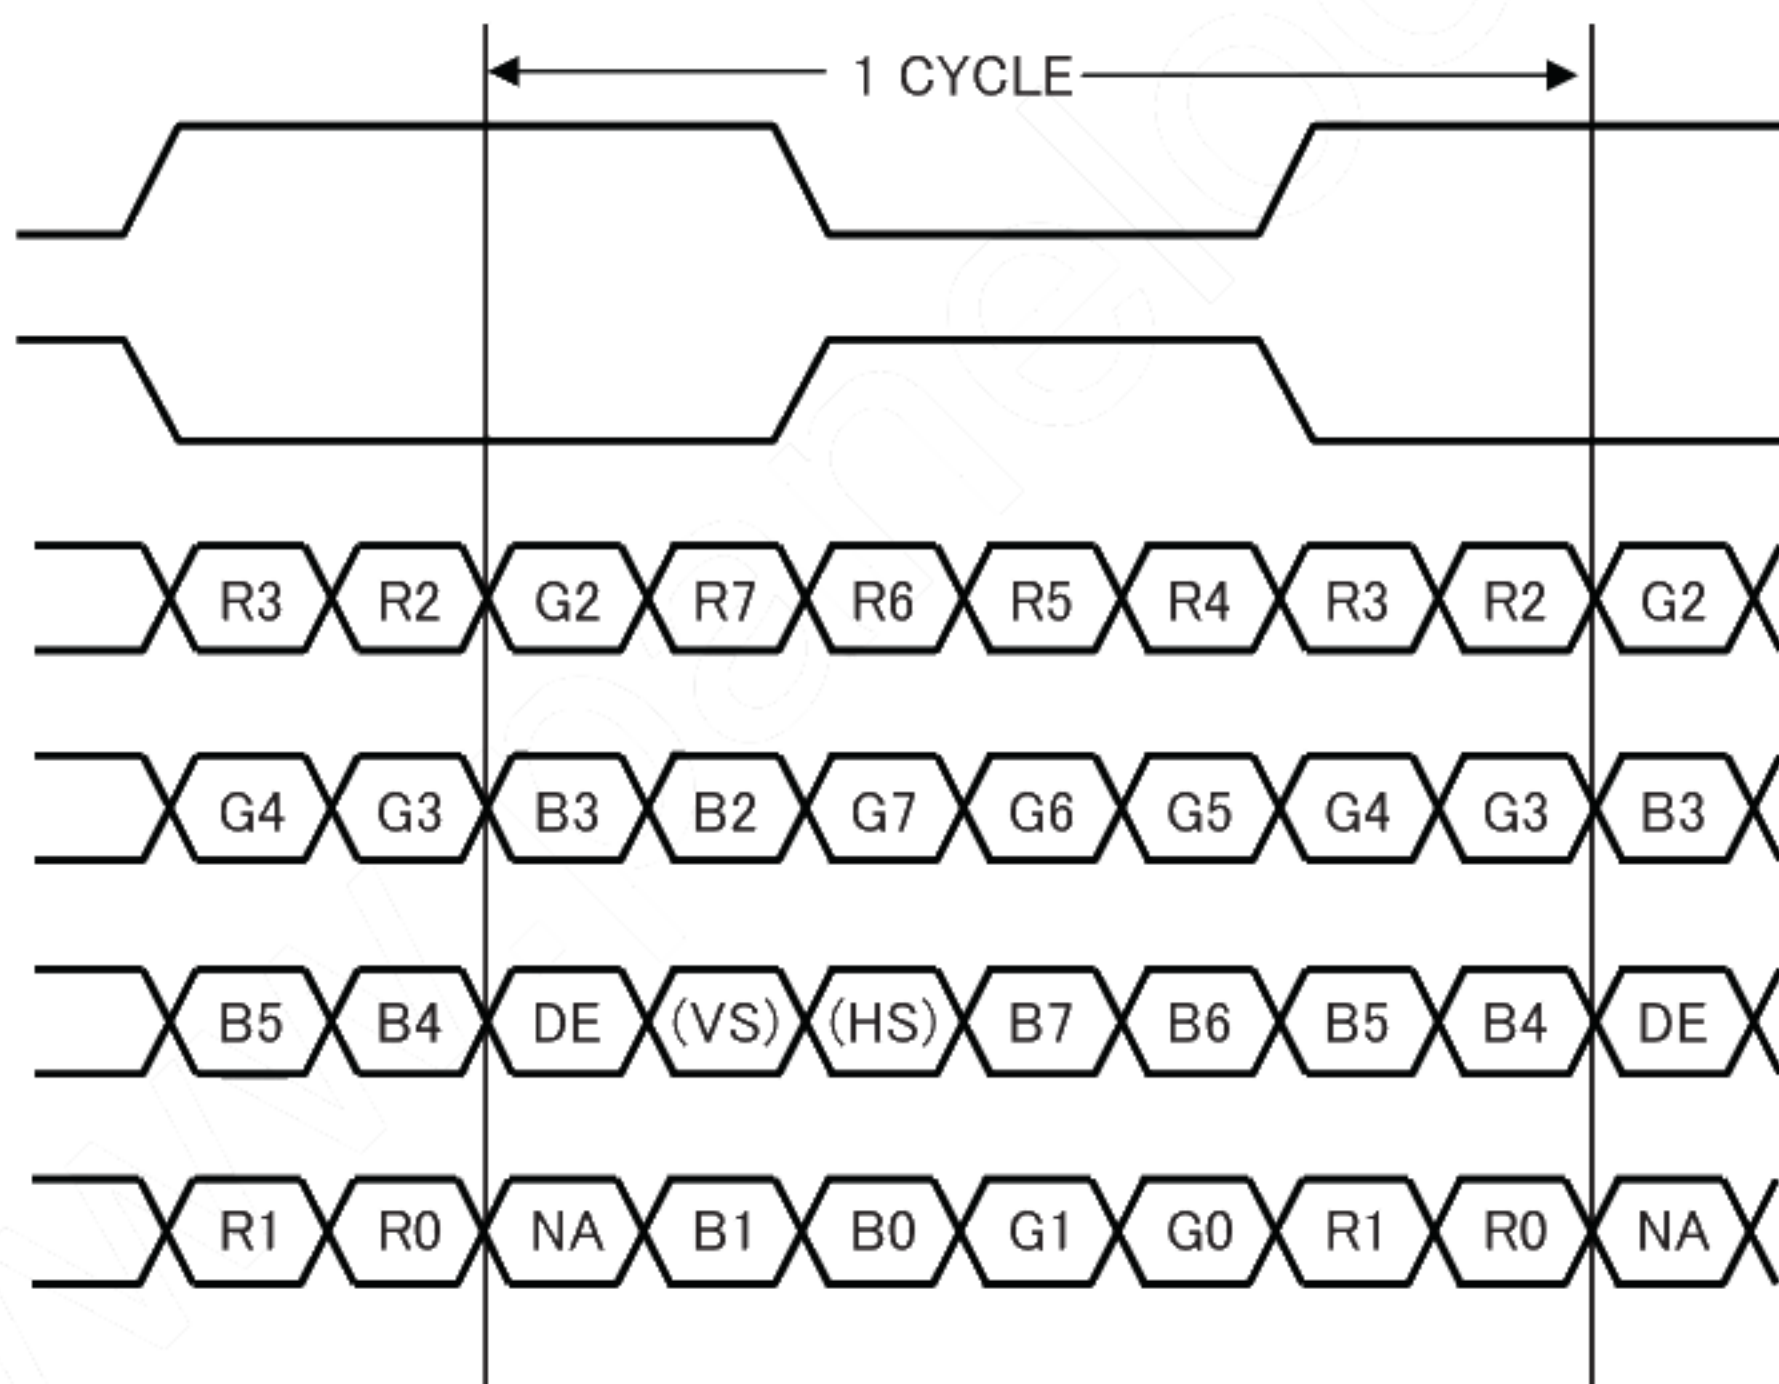 1 CYCLE
R3 R2 G2 R7 R6 R5 R4 R3 R2 G2
G4 G3 B3 B2 G7 G6 G5 G4 G3 B3
B5 B4 DE (VS) (HS) B7 B6 B5 B4 DE
R1 R0 NA B1 B0 G1 G0 R1 R0 NA